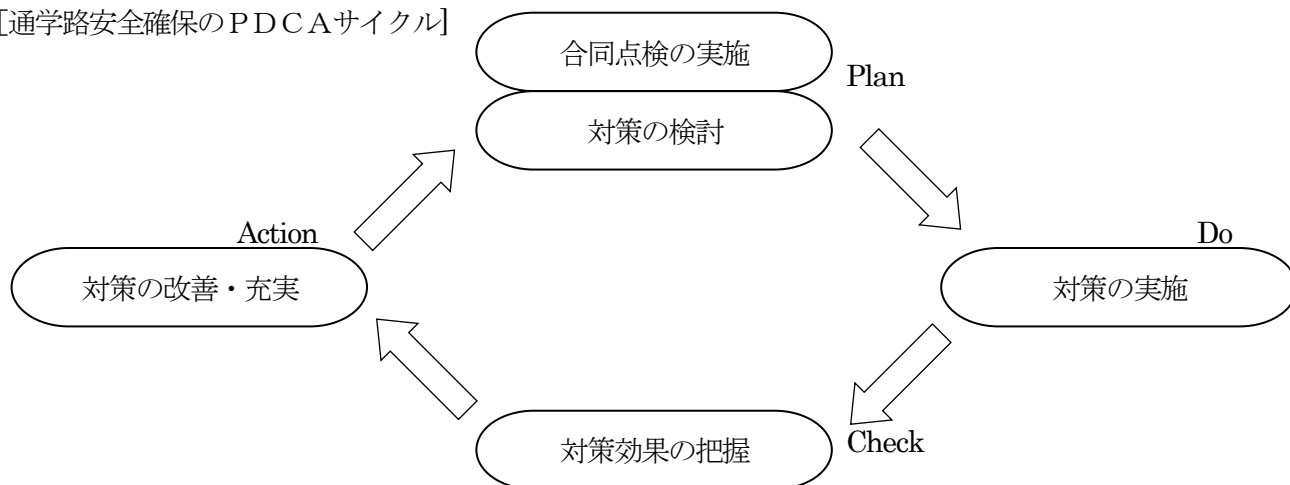 [通学路安全確保のＰＤＣＡサイクル]
合同点検の実施
Plan
対策の検討
Action
Do
対策の改善・充実
対策の実施
対策効果の把握
Check